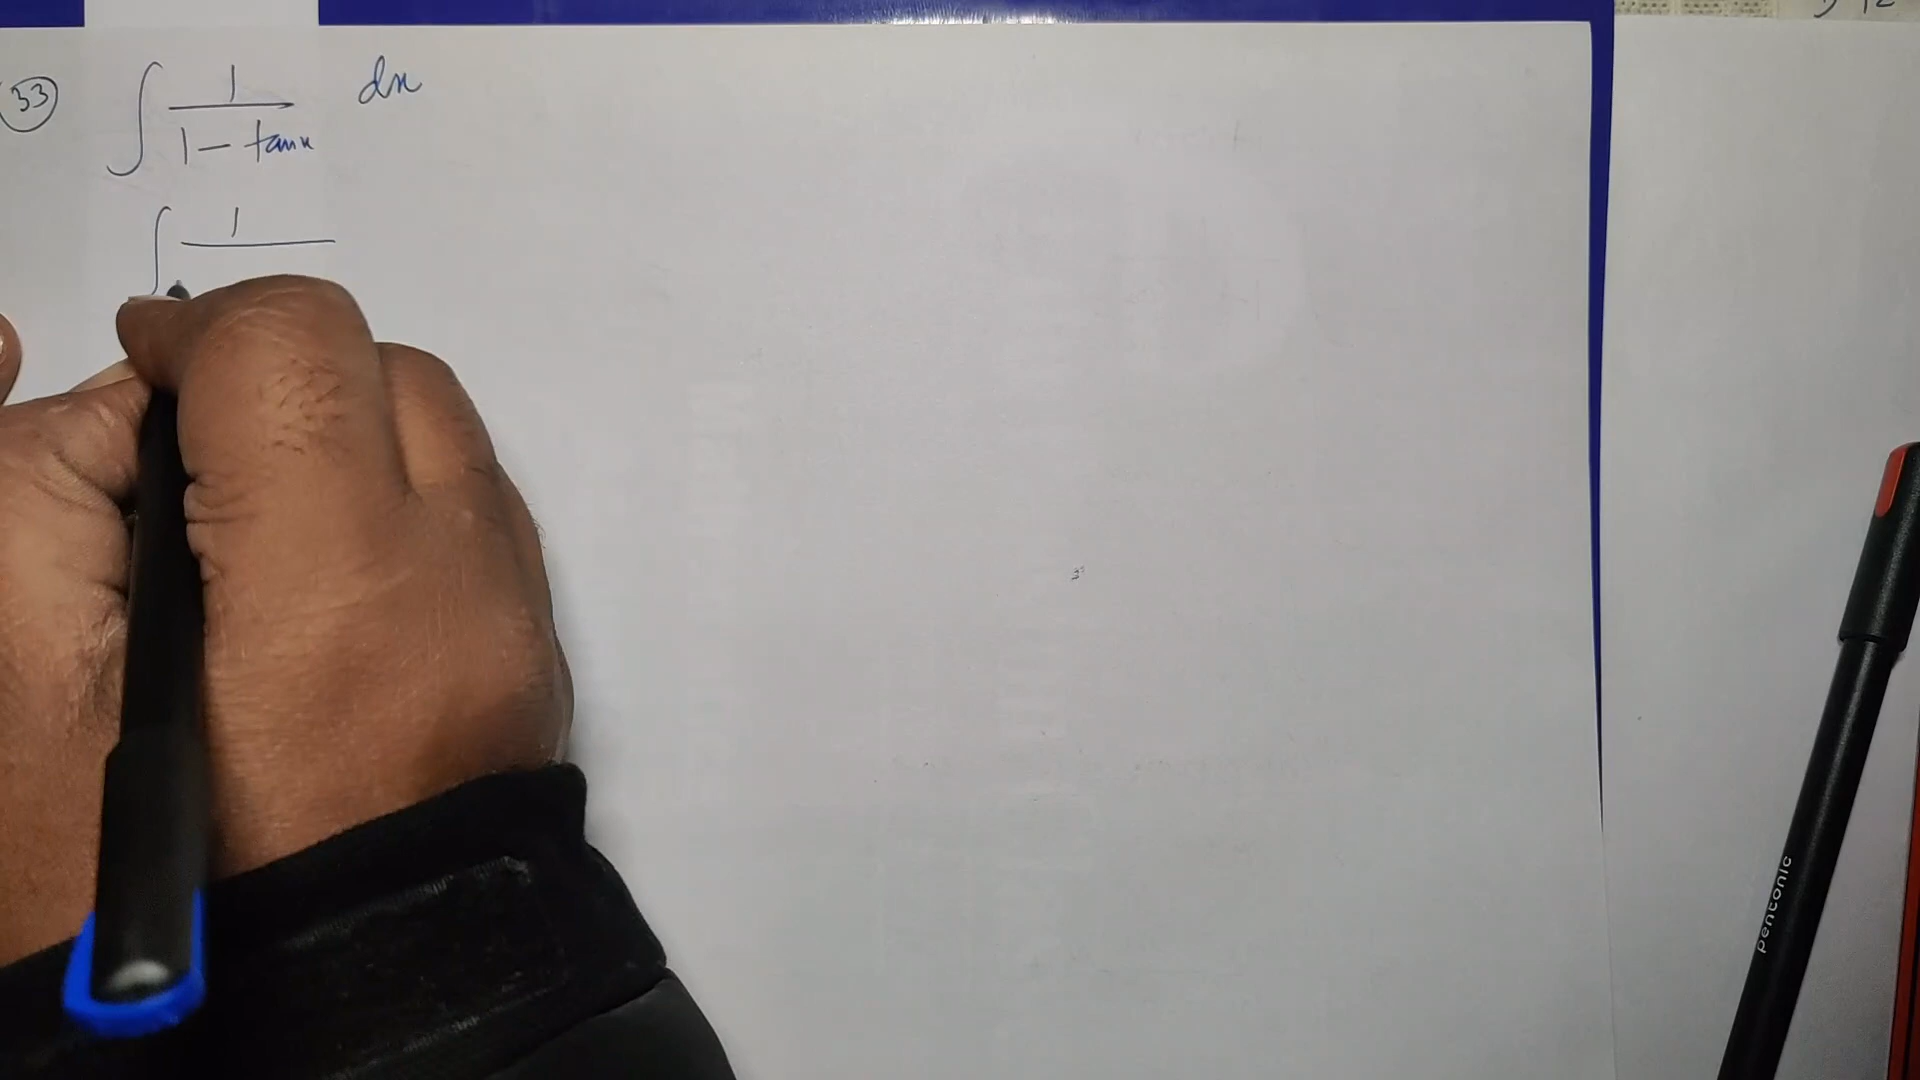 33 ∫ 1 / (1 - tanx) dx
∫ 1 /
pentonic